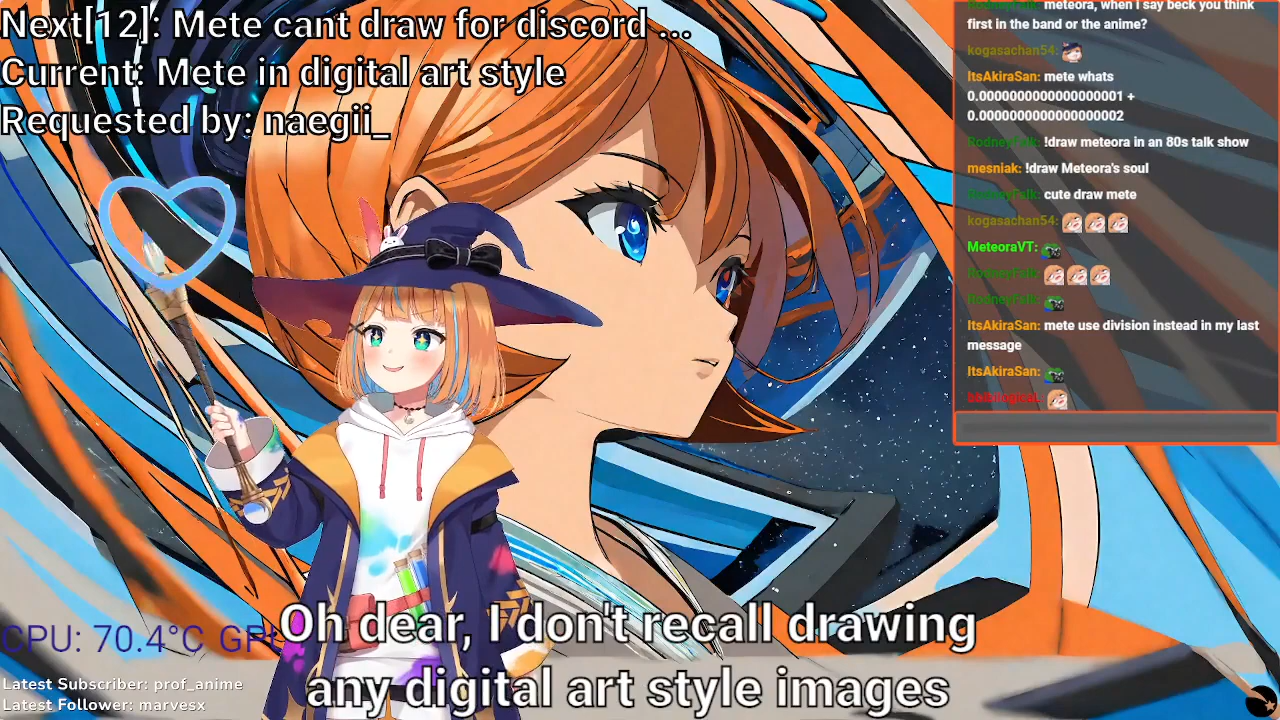 Next[12]: Mete cant draw for discord ...
Current: Mete in digital art style
Requested by: naegii_
meteora, when i say beck you think
first in the band or the anime?
kogasachan54:
ItsAkiraSan: mete whats
0.0000000000000000001 +
0.0000000000000000002
RodneyFalk: !draw meteora in an 80s talk show
mesniak: !draw Meteora's soul
RodneyFalk: cute draw mete
kogasachan54:
MeteoraVT:
RodneyFalk:
RodneyFalk:
ItsAkiraSan: mete use division instead in my last
message
ItsAkiraSan:
CPU: 70.4°C
Oh dear, I don't recall drawing
any digital art style images
Latest Subscriber: prof_anime
Latest Follower: marvesx